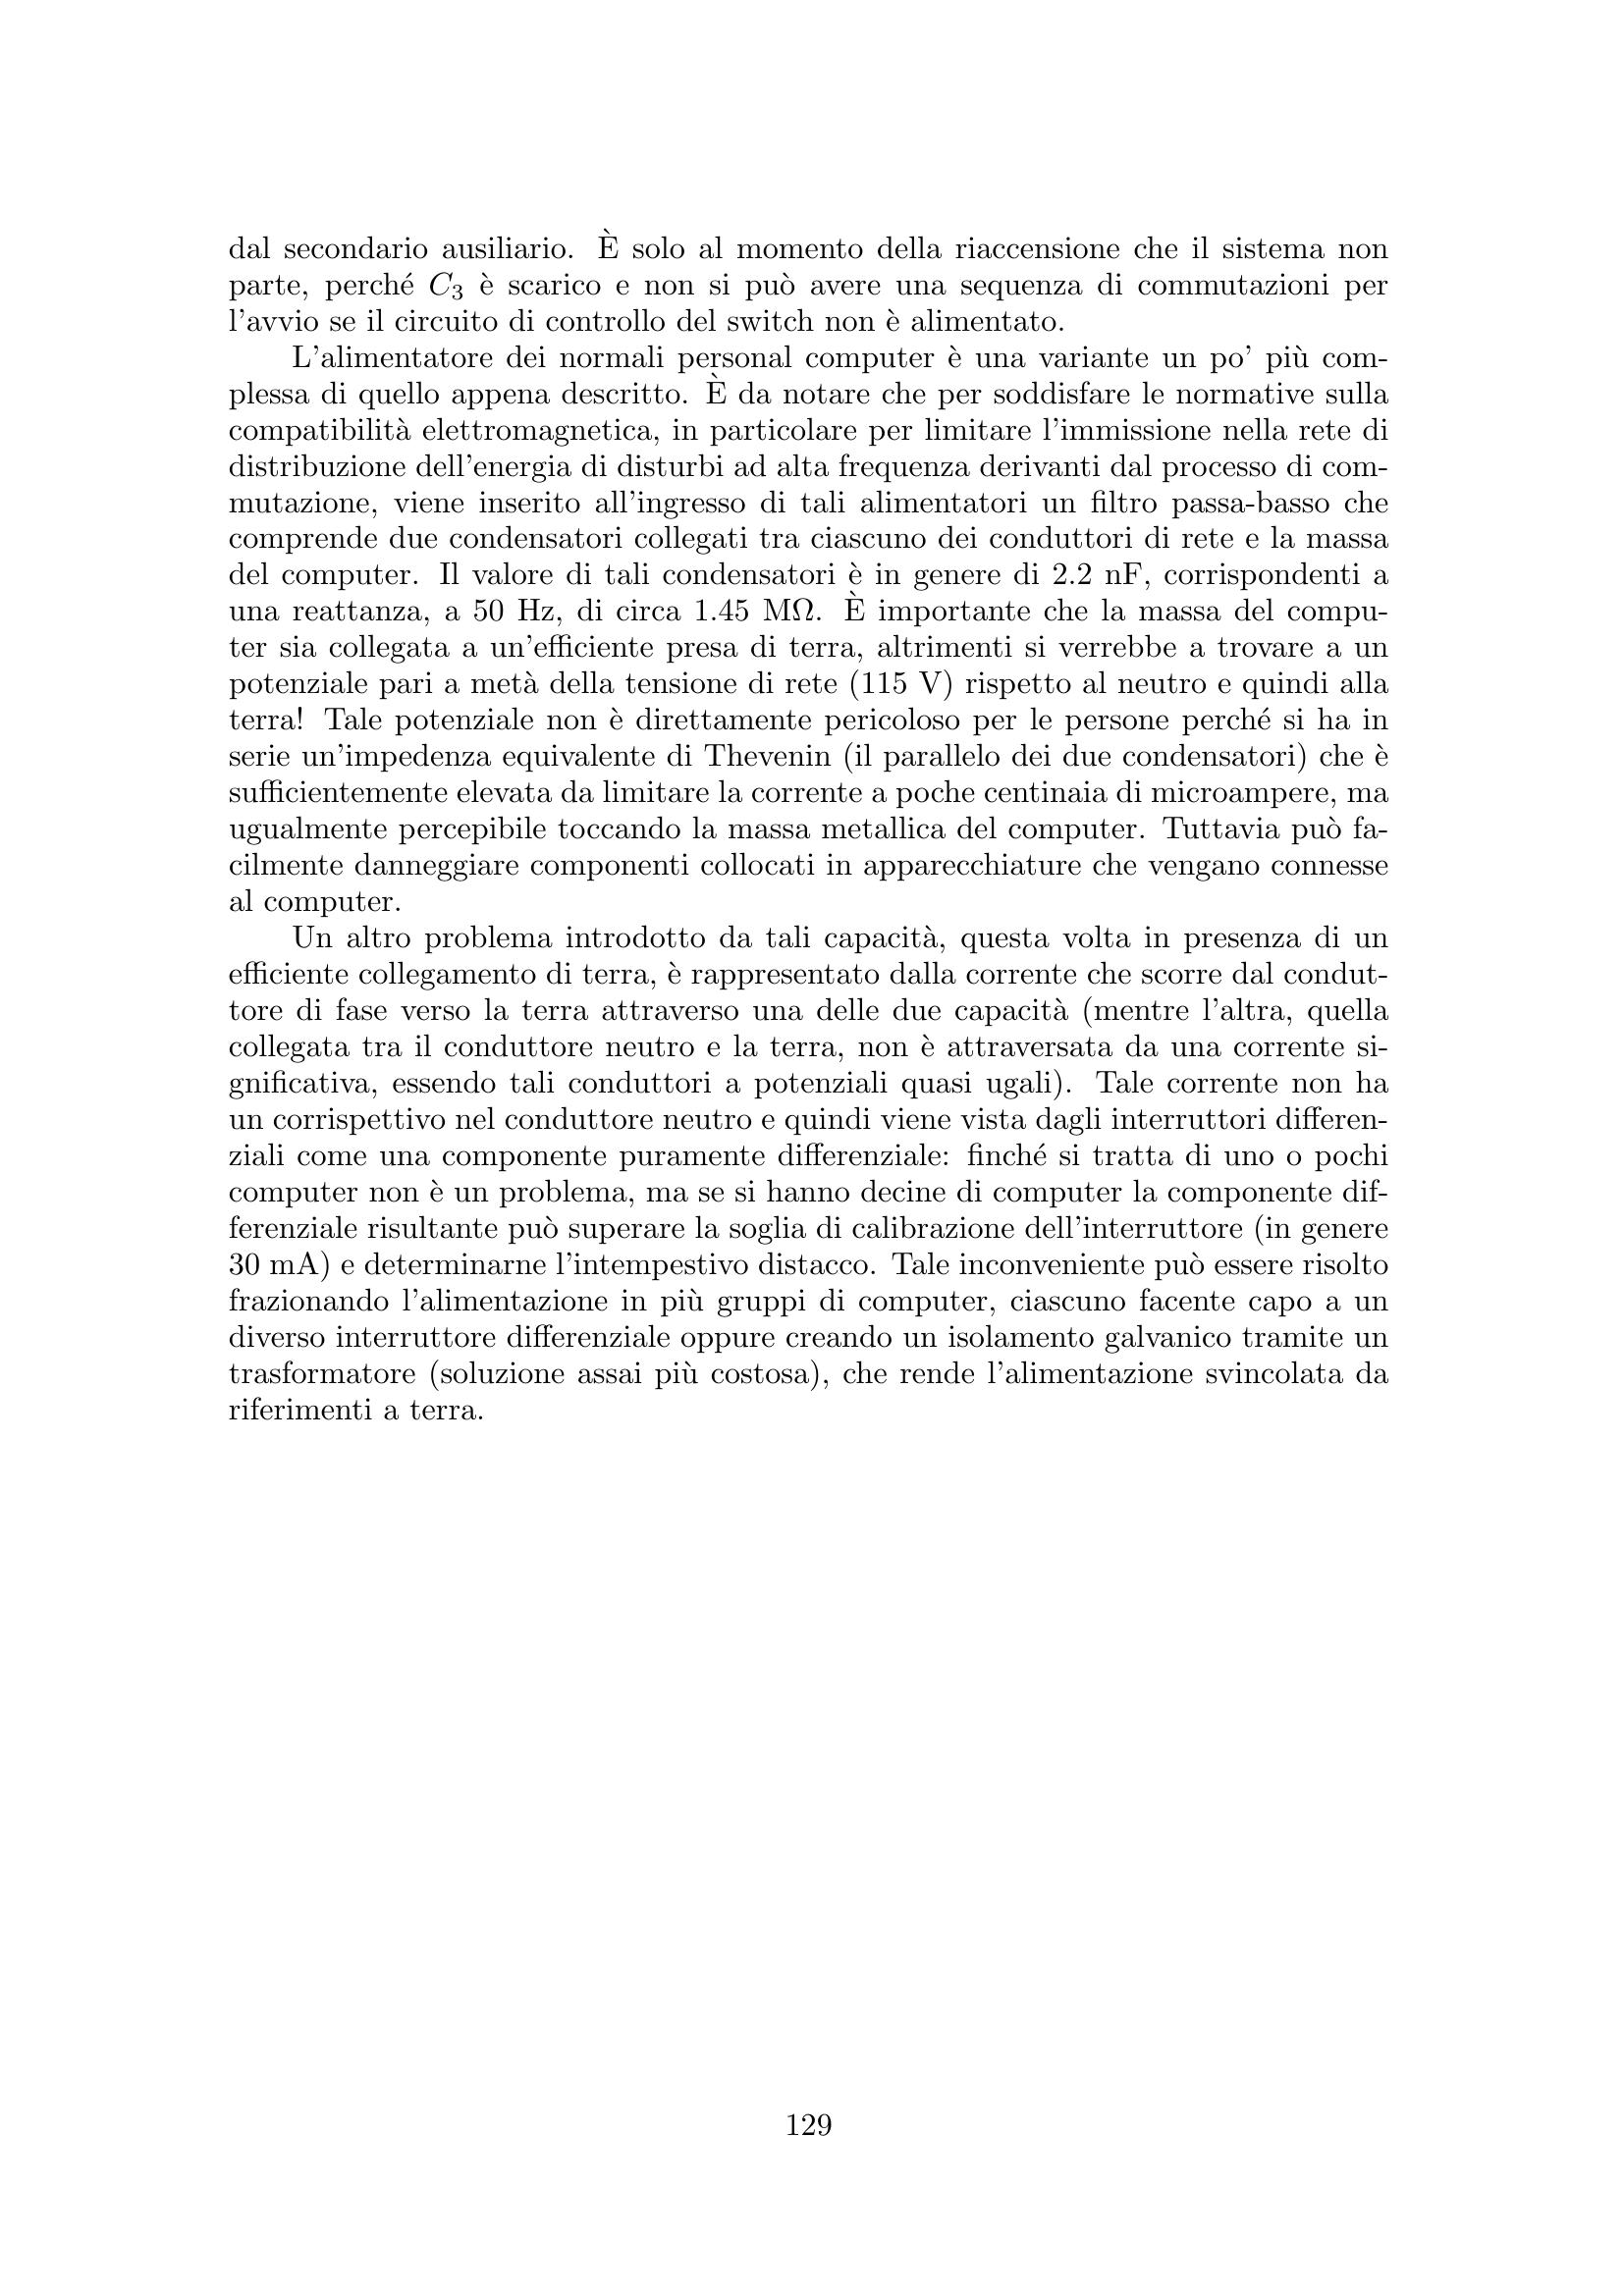 dal secondario ausiliario. È solo al momento della riaccensione che il sistema non
parte, perché C₃ è scarico e non si può avere una sequenza di commutazioni per
l'avvio se il circuito di controllo del switch non è alimentato.
L'alimentatore dei normali personal computer è una variante un po' più com-
plessa di quello appena descritto. È da notare che per soddisfare le normative sulla
compatibilità elettromagnetica, in particolare per limitare l'immissione nella rete di
distribuzione dell'energia di disturbi ad alta frequenza derivanti dal processo di com-
mutazione, viene inserito all'ingresso di tali alimentatori un filtro passa-basso che
comprende due condensatori collegati tra ciascuno dei conduttori di rete e la massa
del computer. Il valore di tali condensatori è in genere di 2.2 nF, corrispondenti a
una reattanza, a 50 Hz, di circa 1.45 MΩ. È importante che la massa del compu-
ter sia collegata a un'efficiente presa di terra, altrimenti si verrebbe a trovare a un
potenziale pari a metà della tensione di rete (115 V) rispetto al neutro e quindi alla
terra! Tale potenziale non è direttamente pericoloso per le persone perché si ha in
serie un'impedenza equivalente di Thevenin (il parallelo dei due condensatori) che è
sufficientemente elevata da limitare la corrente a poche centinaia di microampere, ma
ugualmente percepibile toccando la massa metallica del computer. Tuttavia può fa-
cilmente danneggiare componenti collocati in apparecchiature che vengano connesse
al computer.
Un altro problema introdotto da tali capacità, questa volta in presenza di un
efficiente collegamento di terra, è rappresentato dalla corrente che scorre dal condut-
tore di fase verso la terra attraverso una delle due capacità (mentre l'altra, quella
collegata tra il conduttore neutro e la terra, non è attraversata da una corrente si-
gnificativa, essendo tali conduttori a potenziali quasi ugali). Tale corrente non ha
un corrispettivo nel conduttore neutro e quindi viene vista dagli interruttori differen-
ziali come una componente puramente differenziale: finché si tratta di uno o pochi
computer non è un problema, ma se si hanno decine di computer la componente dif-
ferenziale risultante può superare la soglia di calibrazione dell'interruttore (in genere
30 mA) e determinarne l'intempestivo distacco. Tale inconveniente può essere risolto
frazionando l'alimentazione in più gruppi di computer, ciascuno facente capo a un
diverso interruttore differenziale oppure creando un isolamento galvanico tramite un
trasformatore (soluzione assai più costosa), che rende l'alimentazione svincolata da
riferimenti a terra.
129